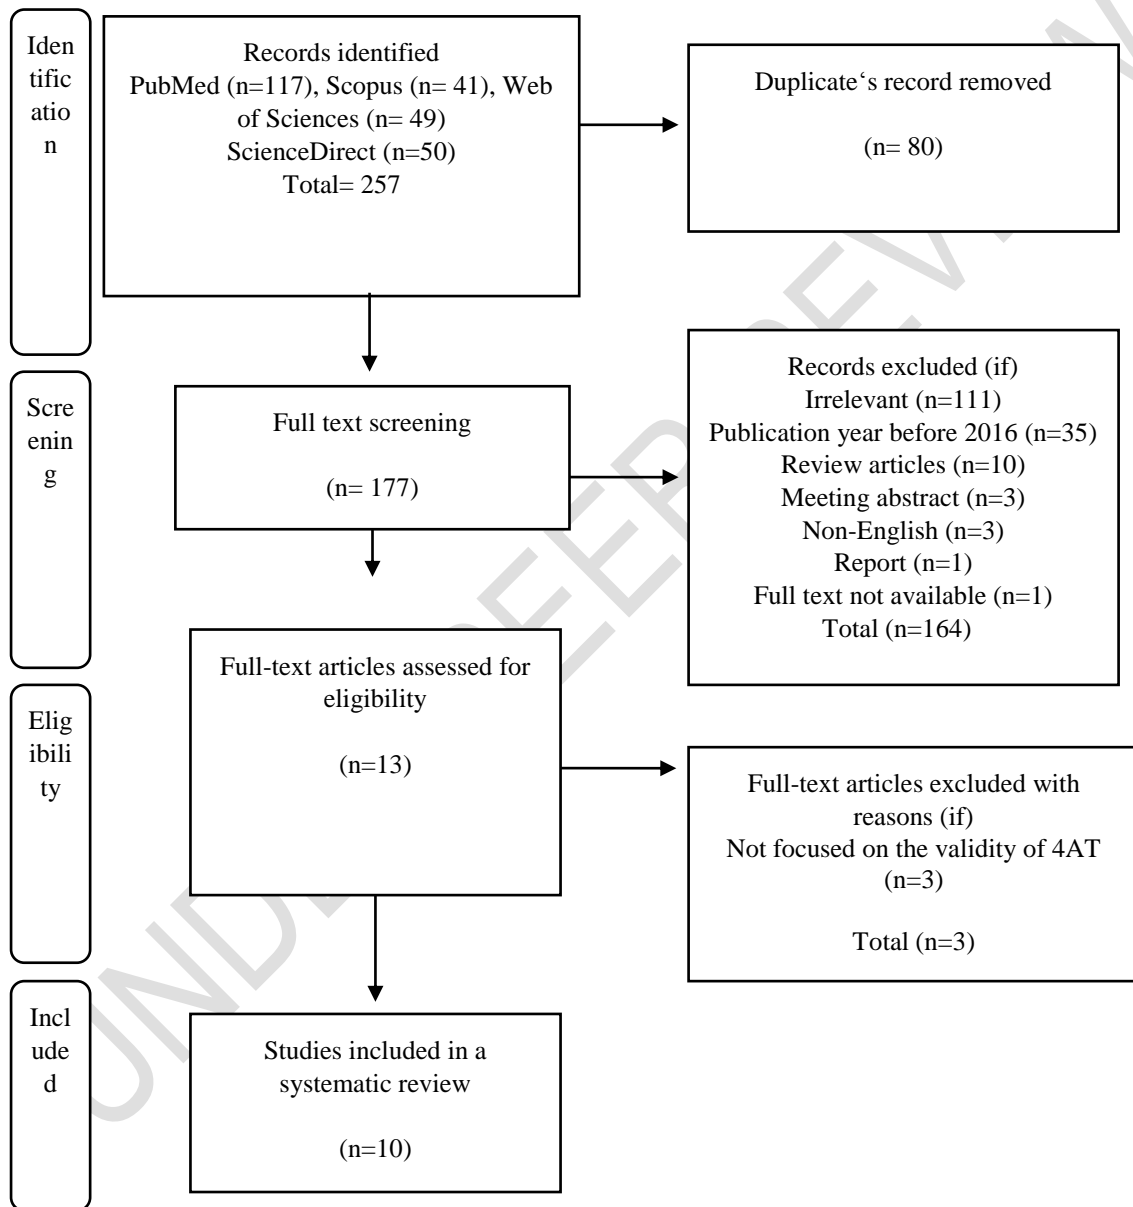 Iden
tific
atio
n
Records identified
PubMed (n=117), Scopus (n= 41), Web
of Sciences (n= 49)
ScienceDirect (n=50)
Total= 257
Duplicate‘s record removed
(n= 80)
Scre
enin
g
Full text screening
(n= 177)
Records excluded (if)
Irrelevant (n=111)
Publication year before 2016 (n=35)
Review articles (n=10)
Meeting abstract (n=3)
Non-English (n=3)
Report (n=1)
Full text not available (n=1)
Total (n=164)
Elig
ibili
ty
Full-text articles assessed for
eligibility
(n=13)
Full-text articles excluded with
reasons (if)
Not focused on the validity of 4AT
(n=3)
Total (n=3)
Incl
ude
d
Studies included in a
systematic review
(n=10)